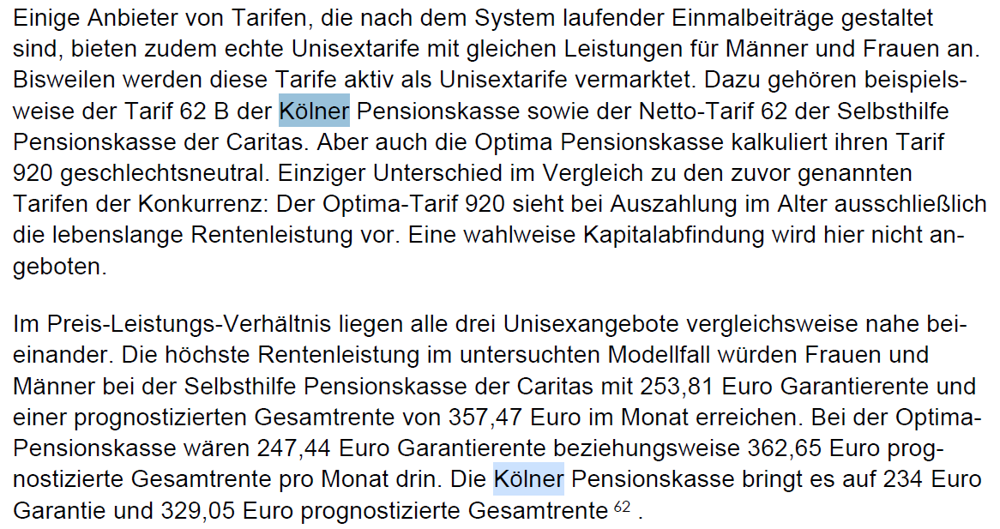 Einige Anbieter von Tarifen, die nach dem System laufender Einmalbeiträge gestaltet
sind, bieten zudem echte Unisextarife mit gleichen Leistungen für Männer und Frauen an.
Bisweilen werden diese Tarife aktiv als Unisextarife vermarktet. Dazu gehören beispiels-
weise der Tarif 62 B der Kölner Pensionskasse sowie der Netto-Tarif 62 der Selbsthilfe
Pensionskasse der Caritas. Aber auch die Optima Pensionskasse kalkuliert ihren Tarif
920 geschlechtsneutral. Einziger Unterschied im Vergleich zu den zuvor genannten
Tarifen der Konkurrenz: Der Optima-Tarif 920 sieht bei Auszahlung im Alter ausschließlich
die lebenslange Rentenleistung vor. Eine wahlweise Kapitalabfindung wird hier nicht an-
geboten.
Im Preis-Leistungs-Verhältnis liegen alle drei Unisexangebote vergleichsweise nahe bei-
einander. Die höchste Rentenleistung im untersuchten Modellfall würden Frauen und
Männer bei der Selbsthilfe Pensionskasse der Caritas mit 253,81 Euro Garantierente und
einer prognostizierten Gesamtrente von 357,47 Euro im Monat erreichen. Bei der Optima-
Pensionskasse wären 247,44 Euro Garantierente beziehungsweise 362,65 Euro prog-
nostizierte Gesamtrente pro Monat drin. Die Kölner Pensionskasse bringt es auf 234 Euro
Garantie und 329,05 Euro prognostizierte Gesamtrente 62 .